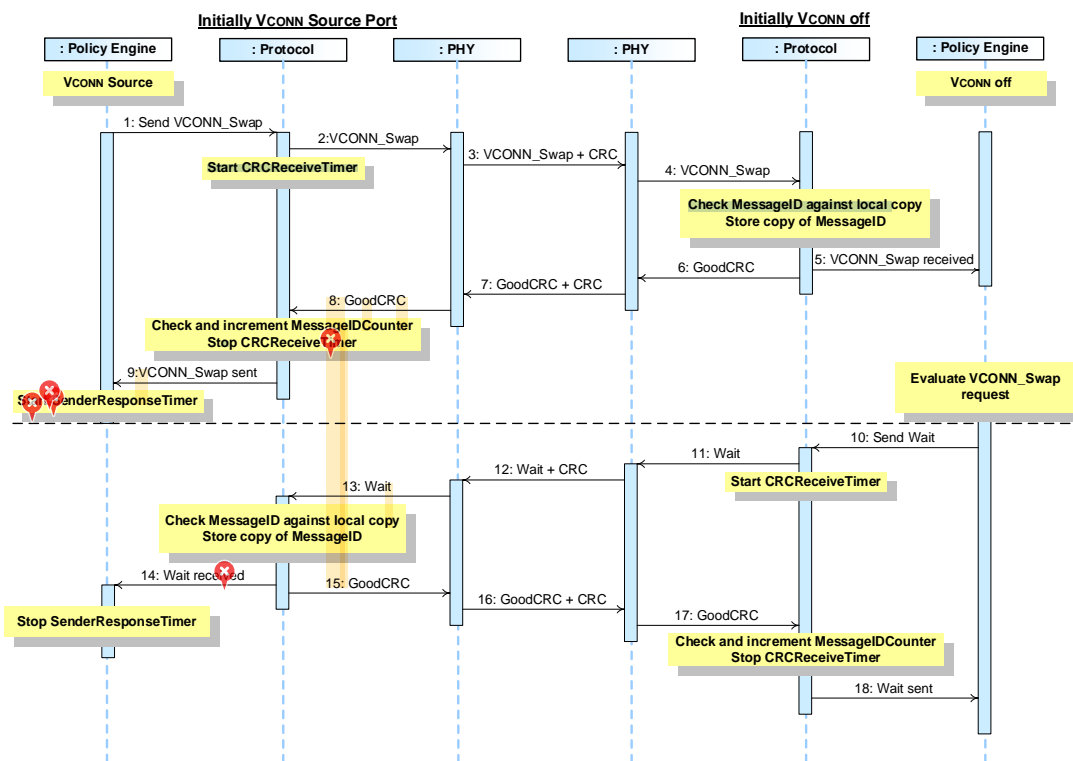 Initially VCONN Source Port
Initially VCONN off
: Policy Engine
: Protocol
: PHY
: PHY
: Protocol
: Policy Engine
VCONN Source
VCONN off
1: Send VCONN_Swap
2:VCONN_Swap
Start CRCReceiveTimer
3: VCONN_Swap + CRC
4: VCONN_Swap
Check MessageID against local copy
Store copy of MessageID
5: VCONN_Swap received
6: GoodCRC
7: GoodCRC + CRC
8: GoodCRC
Check and increment MessageIDCounter
Stop CRCReceiveTimer
9:VCONN_Swap sent
SenderResponseTimer
Evaluate VCONN_Swap
request
10: Send Wait
11: Wait
Start CRCReceiveTimer
12: Wait + CRC
13: Wait
Check MessageID against local copy
Store copy of MessageID
14: Wait received
15: GoodCRC
16: GoodCRC + CRC
17: GoodCRC
Stop SenderResponseTimer
Check and increment MessageIDCounter
Stop CRCReceiveTimer
18: Wait sent